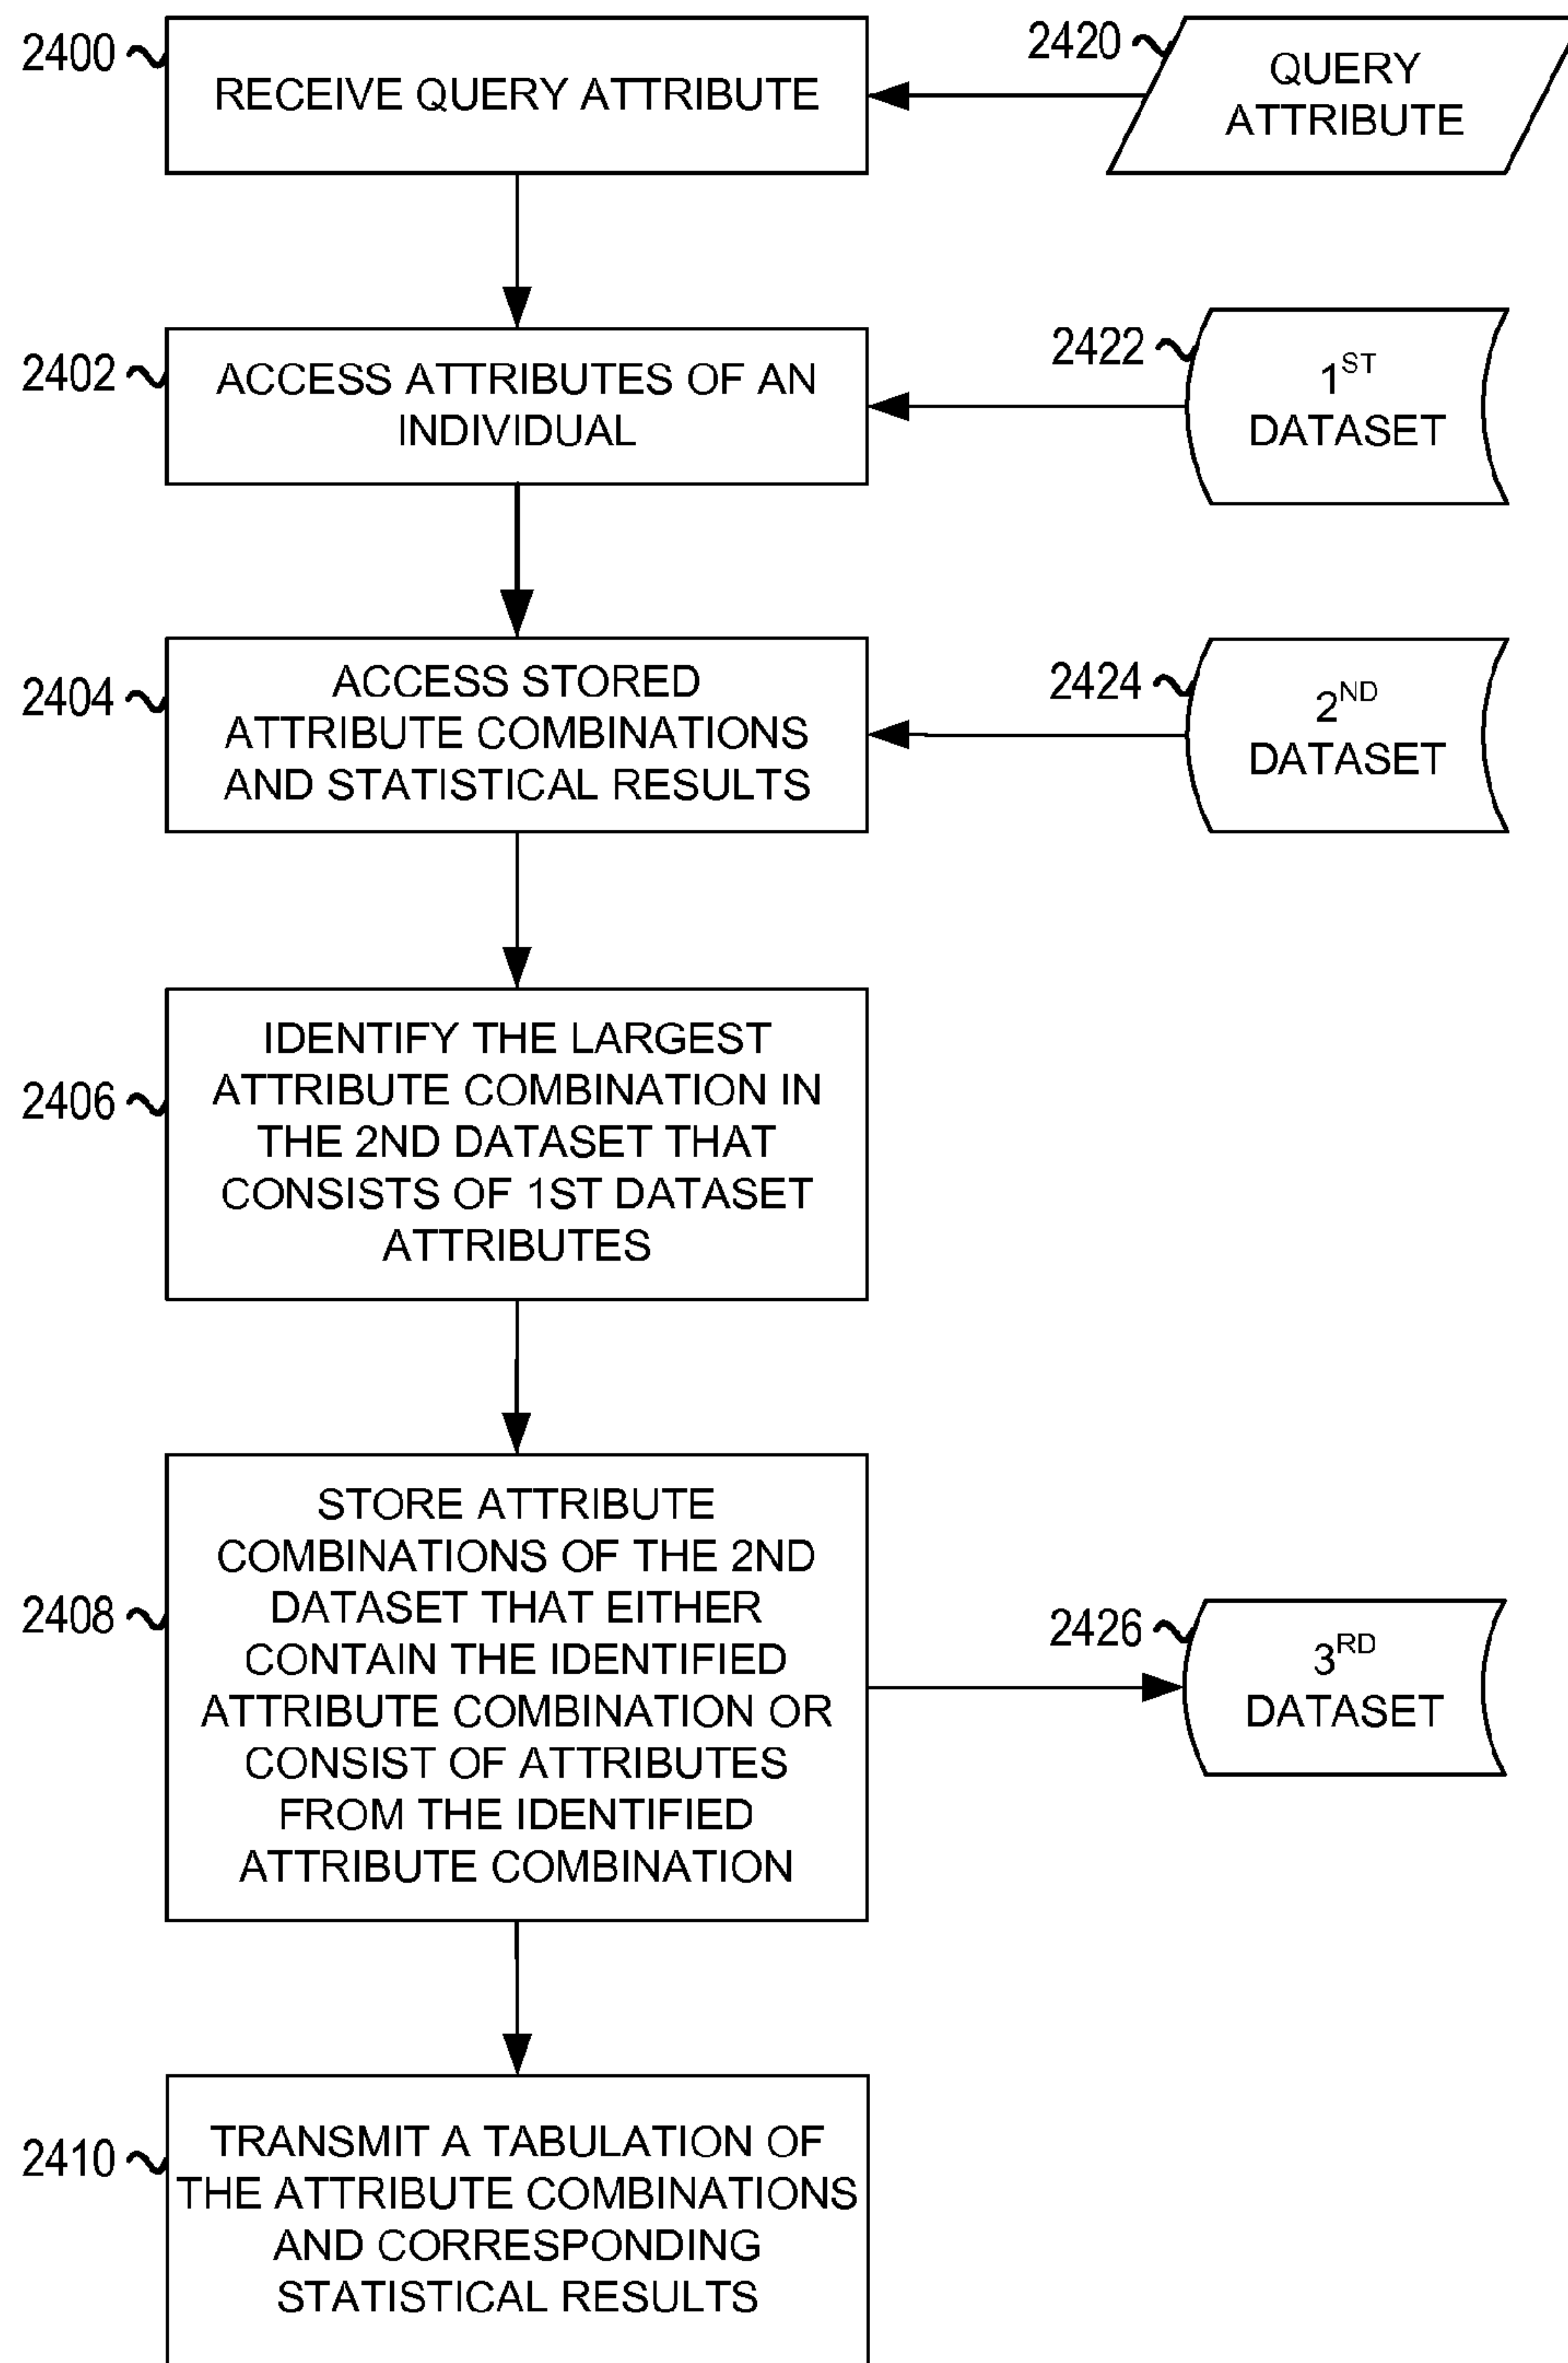 2400
RECEIVE QUERY ATTRIBUTE
2420
QUERY
ATTRIBUTE
2402
ACCESS ATTRIBUTES OF AN
INDIVIDUAL
2422
1ST
DATASET
2404
ACCESS STORED
ATTRIBUTE COMBINATIONS
AND STATISTICAL RESULTS
2424
2ND
DATASET
2406
IDENTIFY THE LARGEST
ATTRIBUTE COMBINATION IN
THE 2ND DATASET THAT
CONSISTS OF 1ST DATASET
ATTRIBUTES
2408
STORE ATTRIBUTE
COMBINATIONS OF THE 2ND
DATASET THAT EITHER
CONTAIN THE IDENTIFIED
ATTRIBUTE COMBINATION OR
CONSIST OF ATTRIBUTES
FROM THE IDENTIFIED
ATTRIBUTE COMBINATION
2426
3RD
DATASET
2410
TRANSMIT A TABULATION OF
THE ATTRIBUTE COMBINATIONS
AND CORRESPONDING
STATISTICAL RESULTS